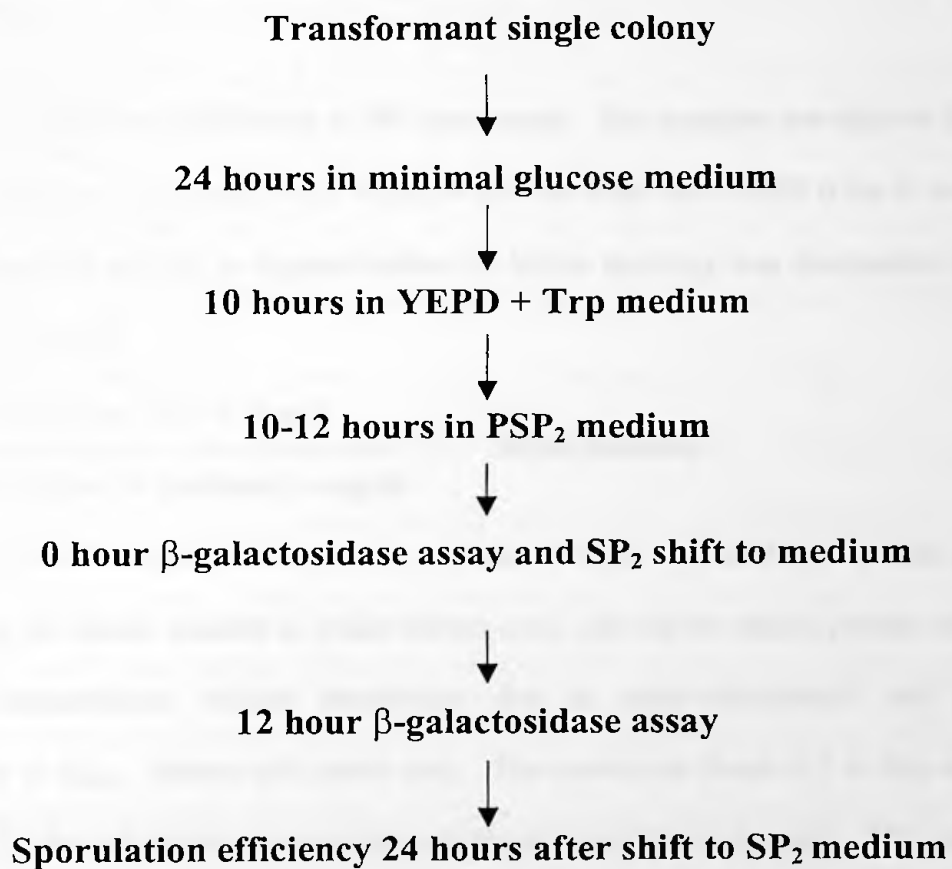 Transformant single colony
24 hours in minimal glucose medium
10 hours in YEPD + Trp medium
10-12 hours in PSP₂ medium
0 hour β-galactosidase assay and SP₂ shift to medium
12 hour β-galactosidase assay
Sporulation efficiency 24 hours after shift to SP₂ medium